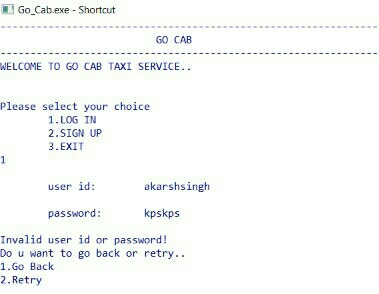 Go_Cab.exe - Shortcut
GO CAB
WELCOME TO GO CAB TAXI SERVICE..
Please select your choice
1.LOG IN
2.SIGN UP
3.EXIT
1
user id: akarshsingh
password: kpskps
Invalid user id or password!
Do u want to go back or retry..
1.Go Back
2.Retry